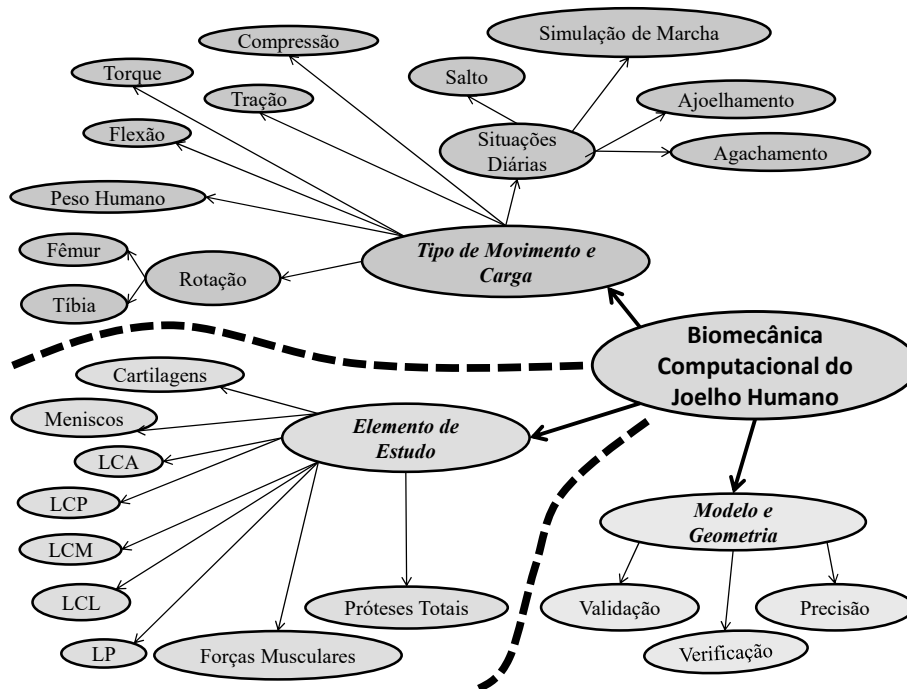 Compressão
Simulação de Marcha
Torque
Tração
Salto
Ajoelhamento
Flexão
Situações
Diárias
Agachamento
Peso Humano
Fêmur
Rotação
Tíbia
Tipo de Movimento e
Carga
Biomecânica
Computacional do
Joelho Humano
Cartilagens
Meniscos
Elemento de
Estudo
LCA
LCP
LCM
LCL
LP
Forças Musculares
Próteses Totais
Modelo e
Geometria
Validação
Verificação
Precisão